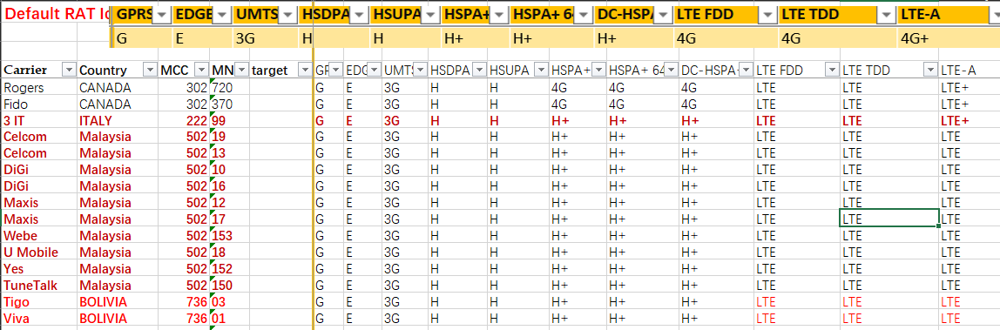 Default RAT Ic GPRS EDGE UMTS HSDPA HSUPA HSPA+ HSPA+ 6 DC-HSPA LTE FDD LTE TDD LTE-A
G E 3G H H H+ H+ H+ 4G 4G 4G+
Carrier Country MCC MN target GP EDG UMT HSDPA HSUPA HSPA+ HSPA+ 64 DC-HSPA LTE FDD LTE TDD LTE-A
Rogers CANADA 302 720 G E 3G H H 4G 4G 4G LTE LTE LTE+
Fido CANADA 302 370 G E 3G H H 4G 4G 4G LTE LTE LTE+
3 IT ITALY 222 99 G E 3G H H H+ H+ H+ LTE LTE LTE+
Celcom Malaysia 502 19 G E 3G H H H+ H+ H+ LTE LTE LTE
Celcom Malaysia 502 13 G E 3G H H H+ H+ H+ LTE LTE LTE
DiGi Malaysia 502 10 G E 3G H H H+ H+ H+ LTE LTE LTE
DiGi Malaysia 502 16 G E 3G H H H+ H+ H+ LTE LTE LTE
Maxis Malaysia 502 12 G E 3G H H H+ H+ H+ LTE LTE LTE
Maxis Malaysia 502 17 G E 3G H H H+ H+ H+ LTE LTE LTE
Webe Malaysia 502 153 G E 3G H H H+ H+ H+ LTE LTE LTE
U Mobile Malaysia 502 18 G E 3G H H H+ H+ H+ LTE LTE LTE
Yes Malaysia 502 152 G E 3G H H H+ H+ H+ LTE LTE LTE
TuneTalk Malaysia 502 150 G E 3G H H H+ H+ H+ LTE LTE LTE
Tigo BOLIVIA 736 03 G E 3G H H H+ H+ H+ LTE LTE LTE
Viva BOLIVIA 736 01 G E 3G H H H+ H+ H+ LTE LTE LTE